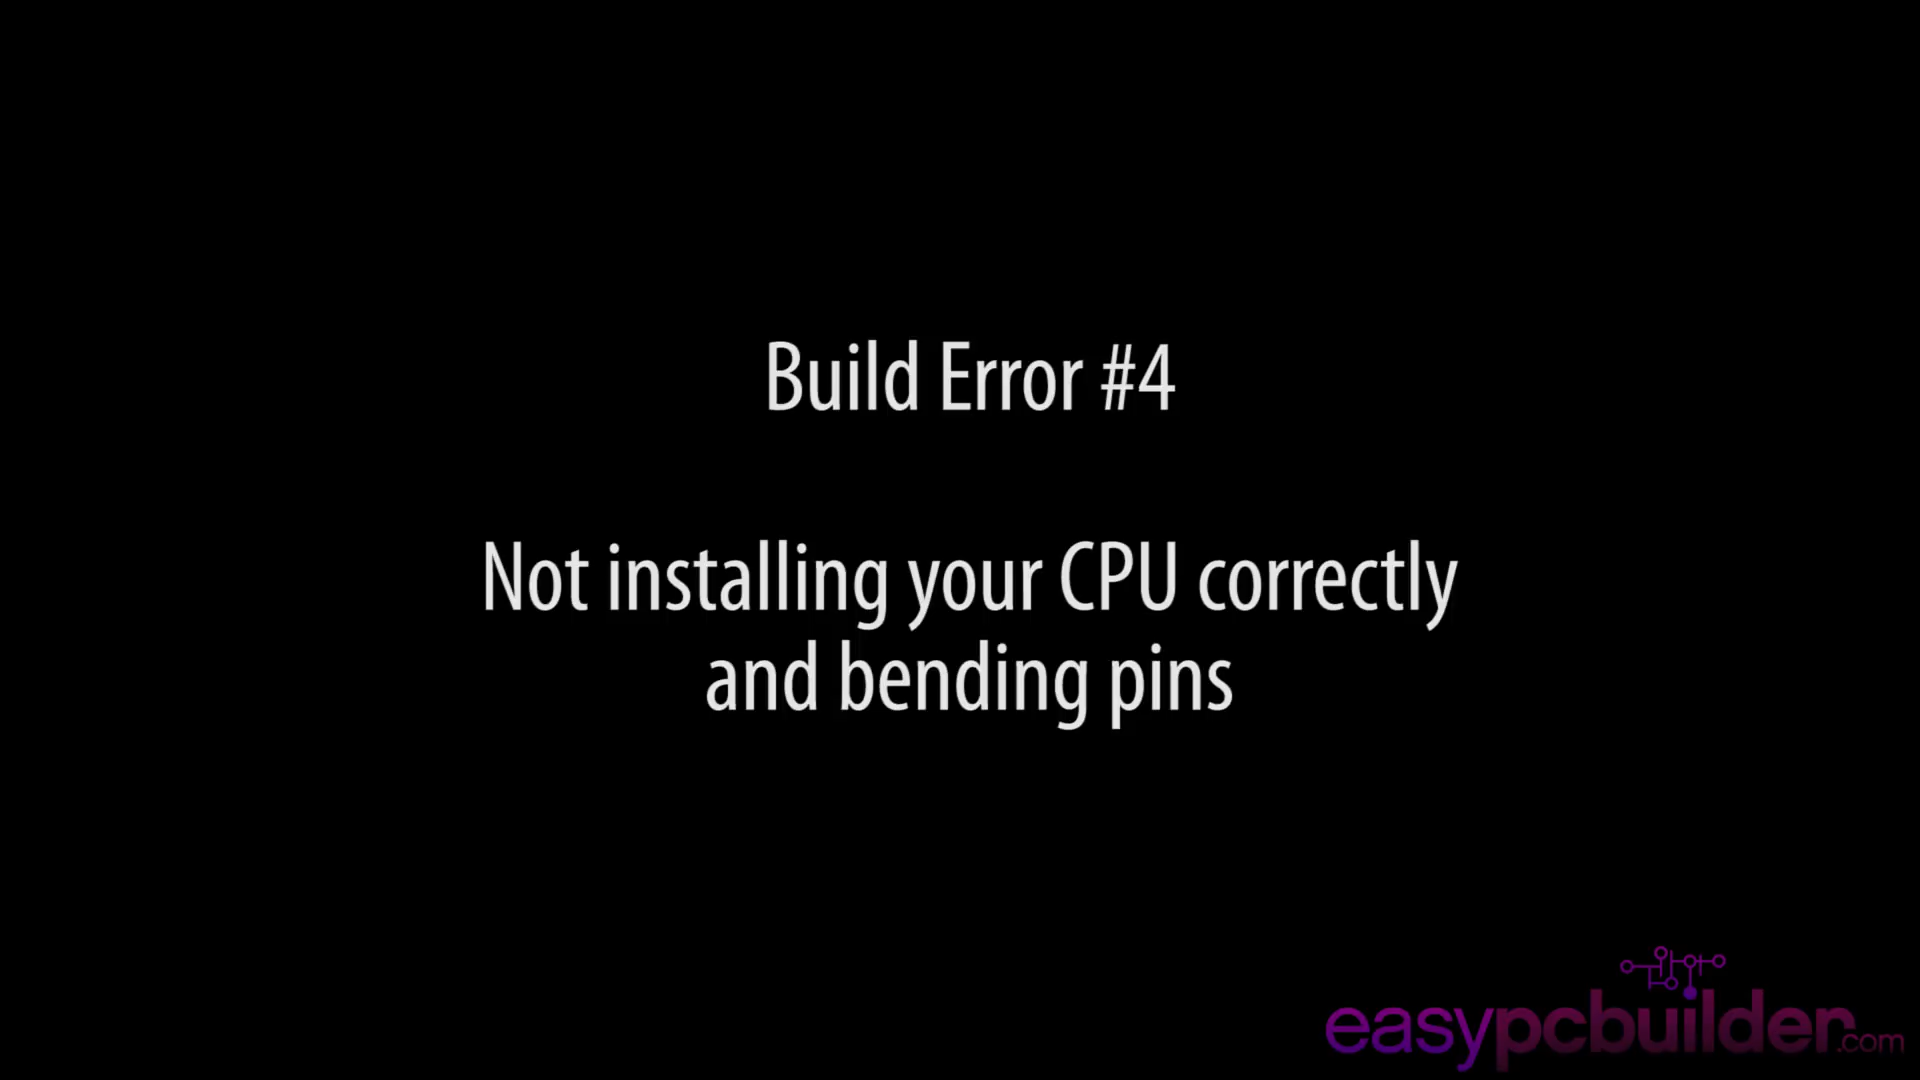 Build Error #4
Not installing your CPU correctly
and bending pins
easypcbuilder.com